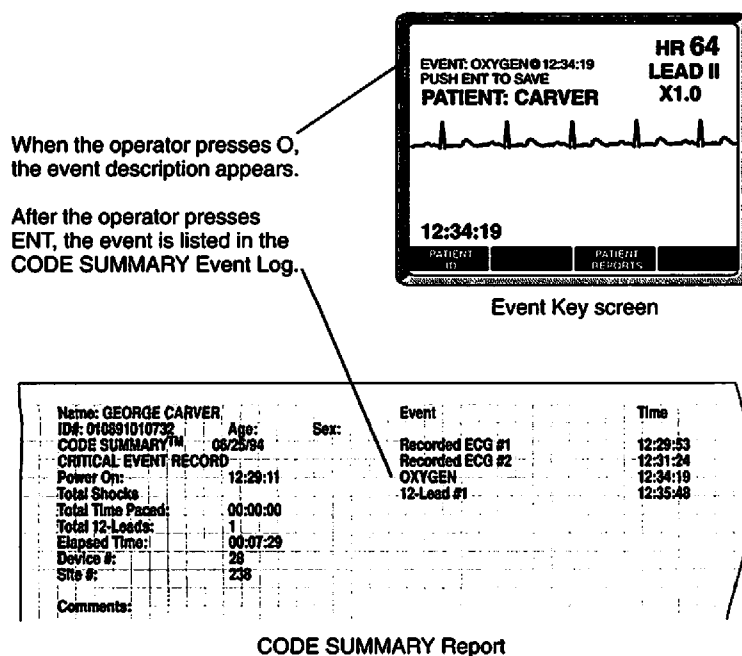 EVENT: OXYGEN@12:34:19
PUSH ENT TO SAVE
PATIENT: CARVER
HR 64
LEAD II
X1.0
12:34:19
PATIENT ID
PATIENT REPORTS
Event Key screen
When the operator presses O,
the event description appears.
After the operator presses
ENT, the event is listed in the
CODE SUMMARY Event Log.
Name: GEORGE CARVER
ID#: 010691010732 Age: Sex:
CODE SUMMARY™ 06/25/94
CRITICAL EVENT RECORD
Power On: 12:29:11
Total Shocks
Total Time Paced: 00:00:00
Total 12-Leads: 1
Elapsed Time: 00:07:29
Device #: 28
Site #: 238
Comments:
Event Time
Recorded ECG #1 12:29:53
Recorded ECG #2 12:31:24
OXYGEN 12:34:19
12-Lead #1 12:35:48
CODE SUMMARY Report